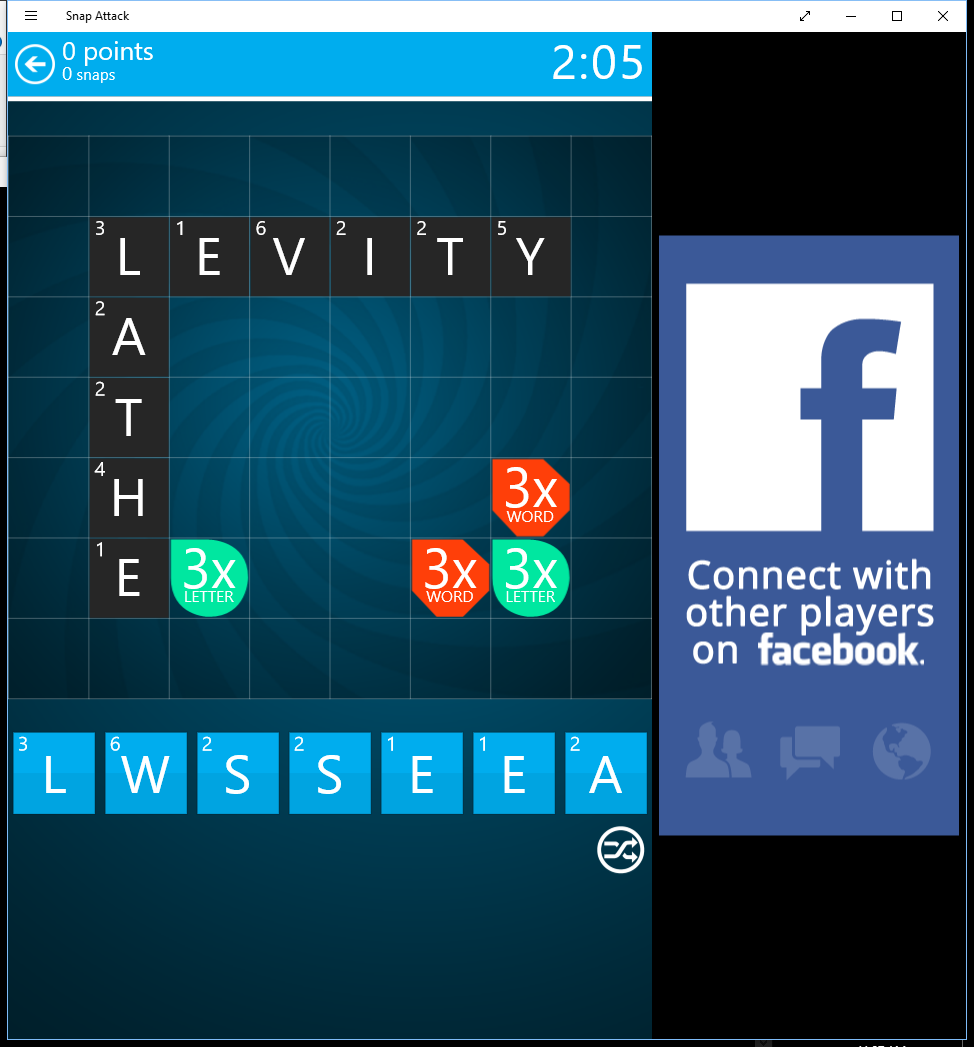 Snap Attack
0 points
0 snaps
2:05
3 L 1 E 6 V 2 I 2 T 5 Y
2 A
2 T
4 H
3x
WORD
1 E
3x
LETTER
3x
WORD
3x
LETTER
3 L 6 W 2 S 2 S 1 E 1 E 2 A
f
Connect with
other players
on facebook.